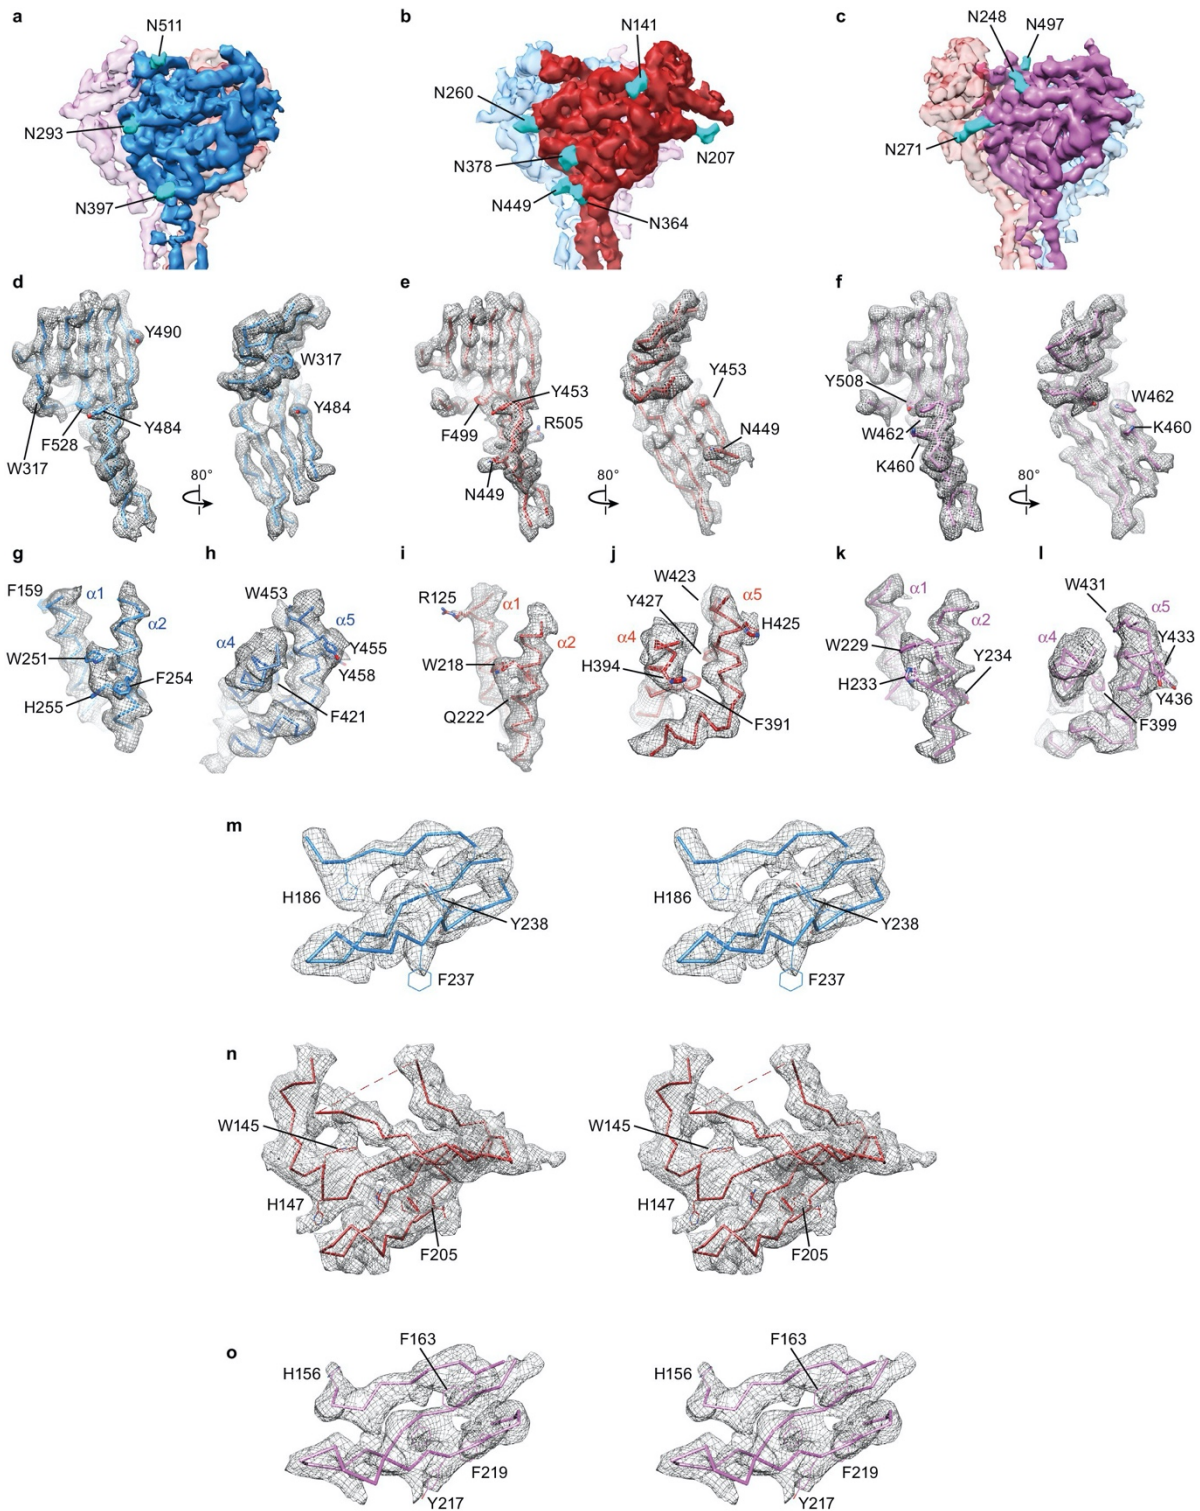 a
N511
N293
N397
b
N141
N260
N207
N378
N449
N364
c
N248
N497
N271
d
Y490
W317
F528
Y484
W317
Y484
80°
e
Y453
F499
R505
N449
Y453
N449
80°
f
Y508
W462
K460
W462
K460
80°
g
F159
α1
α2
W251
F254
H255
h
W453
α5
α4
Y455
Y458
F421
i
R125
α1
α2
W218
Q222
j
W423
α5
Y427
α4
H425
H394
F391
k
α1
α2
W229
Y234
H233
l
W431
α5
α4
Y433
Y436
F399
m
H186
Y238
F237
H186
Y238
F237
n
W145
H147
F205
W145
H147
F205
o
F163
H156
F219
Y217
F163
H156
F219
Y217